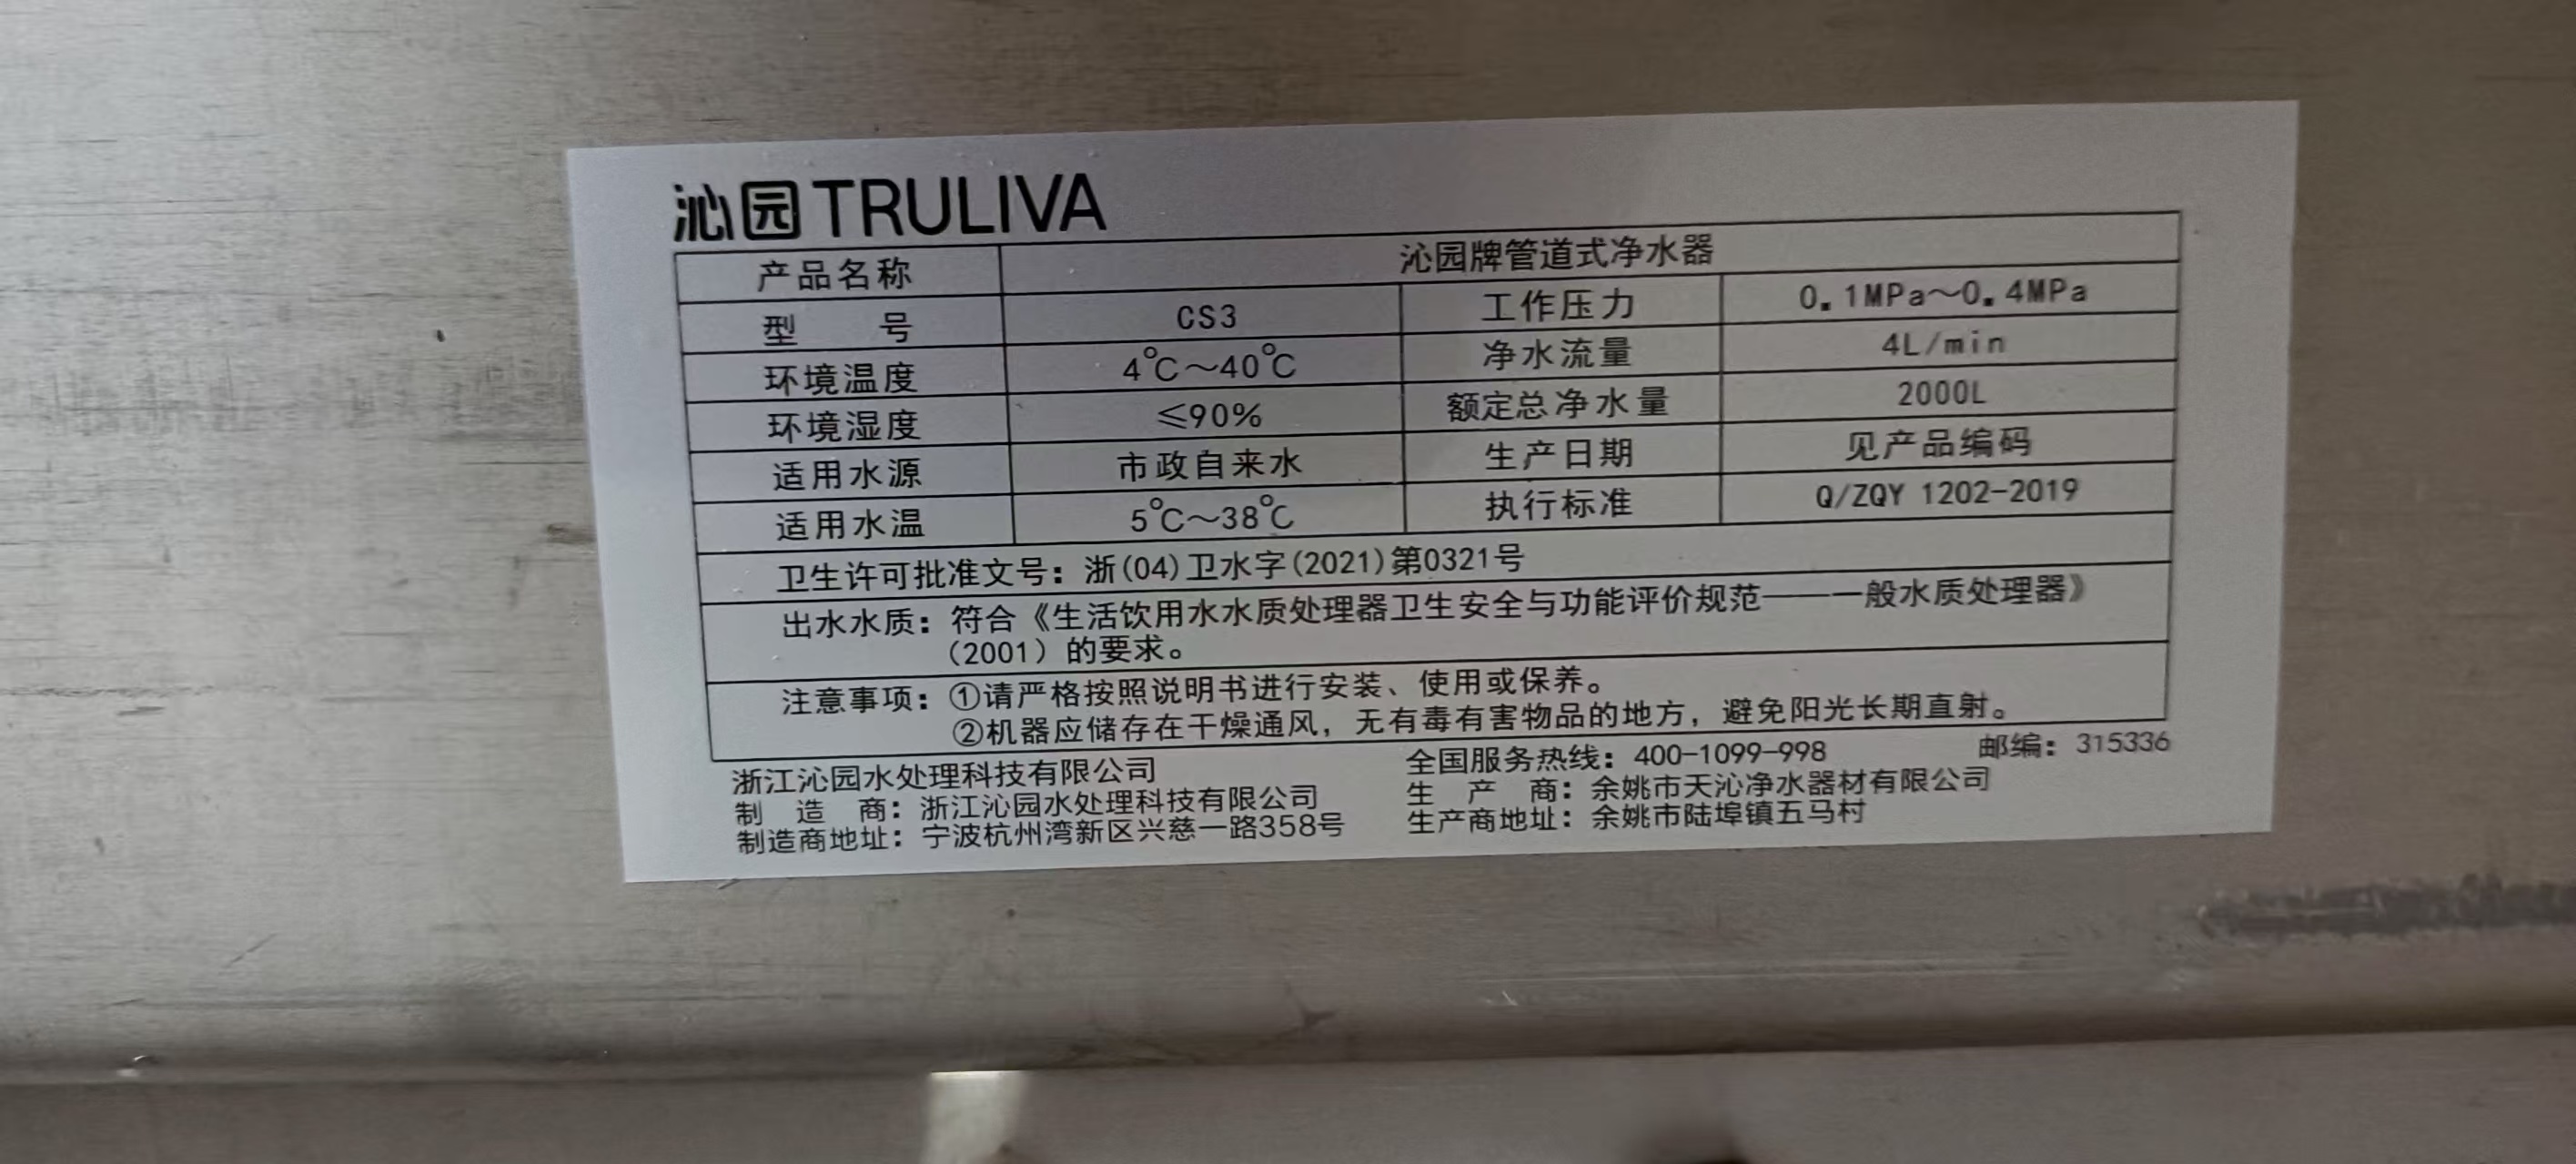 沁园 TRULIVA
产品名称 沁园牌管道式净水器
型 号 CS3 工作压力 0.1MPa～0.4MPa
环境温度 4℃～40℃ 净水流量 4L/min
环境湿度 ≤90% 额定总净水量 2000L
适用水源 市政自来水 生产日期 见产品编码
适用水温 5℃～38℃ 执行标准 Q/ZQY 1202-2019
卫生许可批准文号：浙(04)卫水字(2021)第0321号
出水水质：符合《生活饮用水水质处理器卫生安全与功能评价规范——一般水质处理器》
（2001）的要求。
注意事项：①请严格按照说明书进行安装、使用或保养。
②机器应储存在干燥通风，无有毒有害物品的地方，避免阳光长期直射。
浙江沁园水处理科技有限公司 全国服务热线：400-1099-998 邮编：315336
制 造 商：浙江沁园水处理科技有限公司 生 产 商：余姚市天沁净水器材有限公司
制造商地址：宁波杭州湾新区兴慈一路358号 生产商地址：余姚市陆埠镇五马村